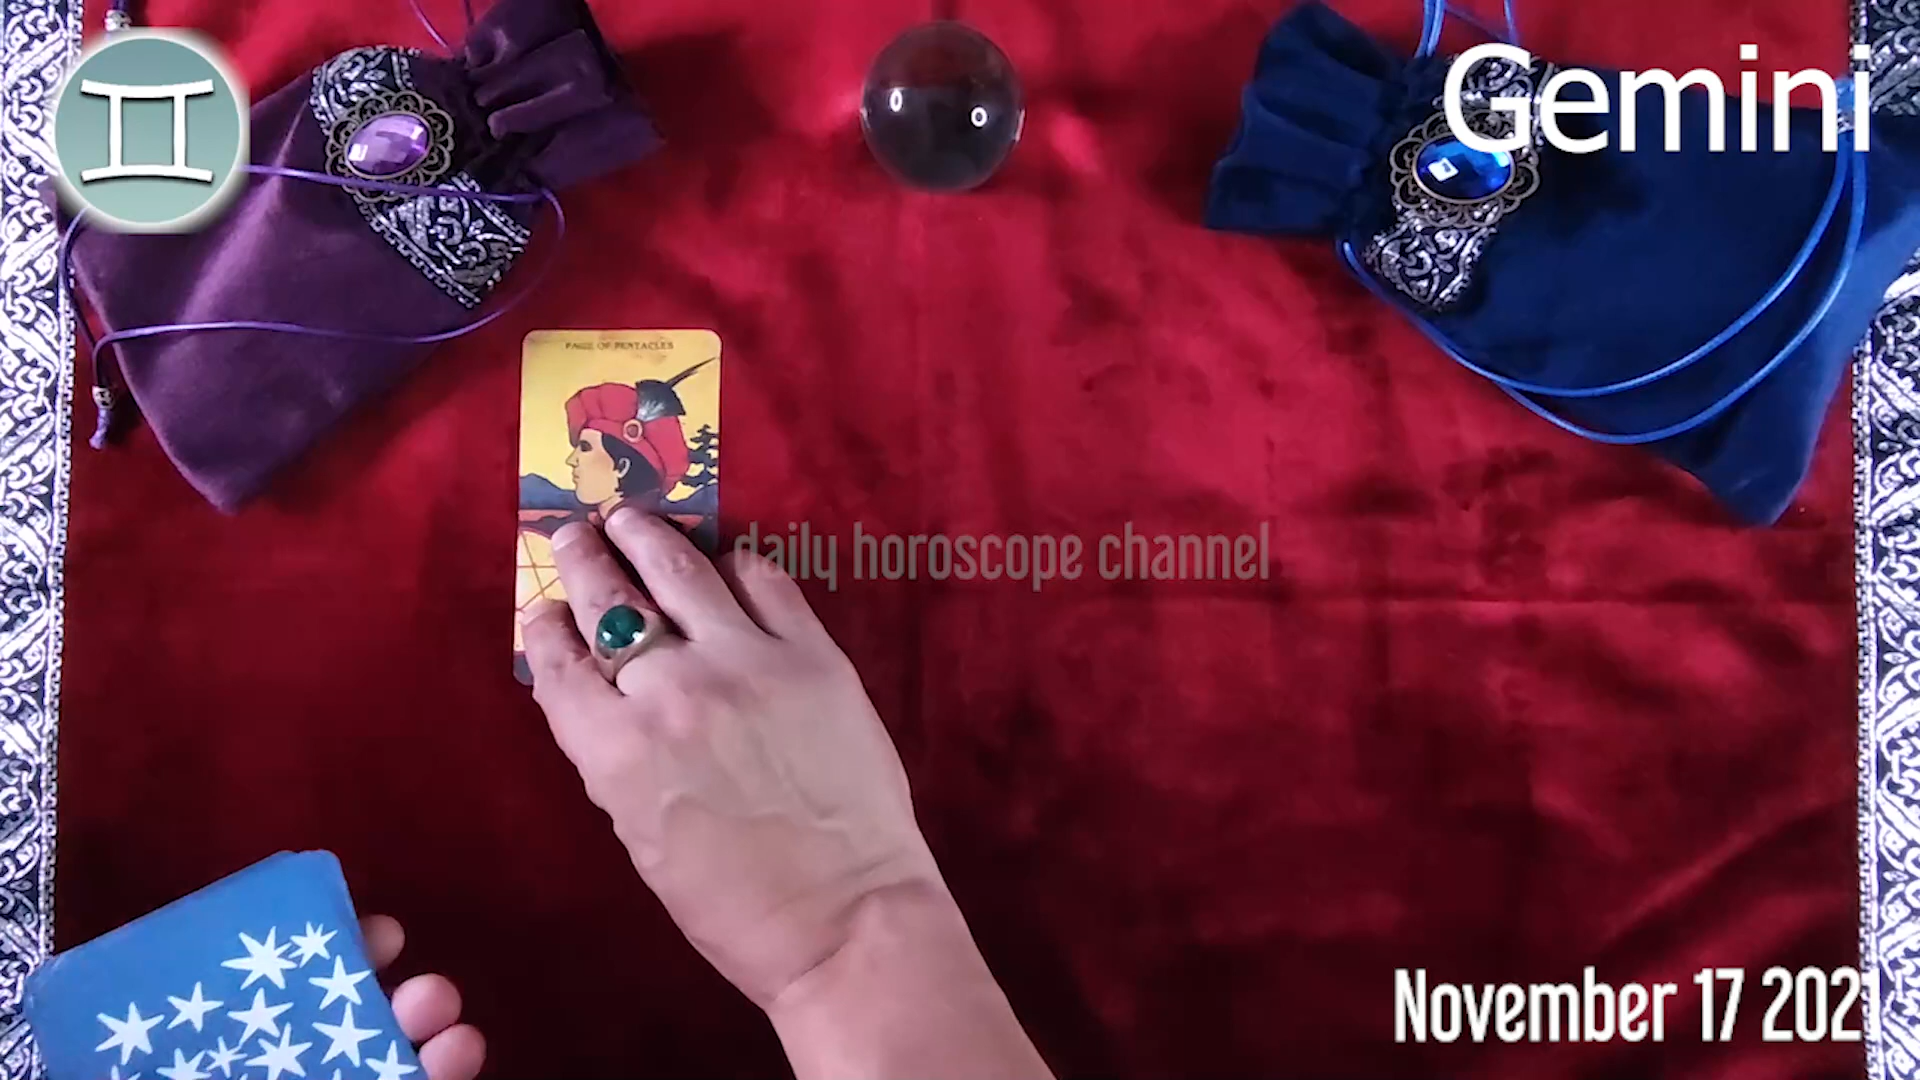 Gemini
PAGE OF PENTACLES
daily horoscope channel
November 17 2021